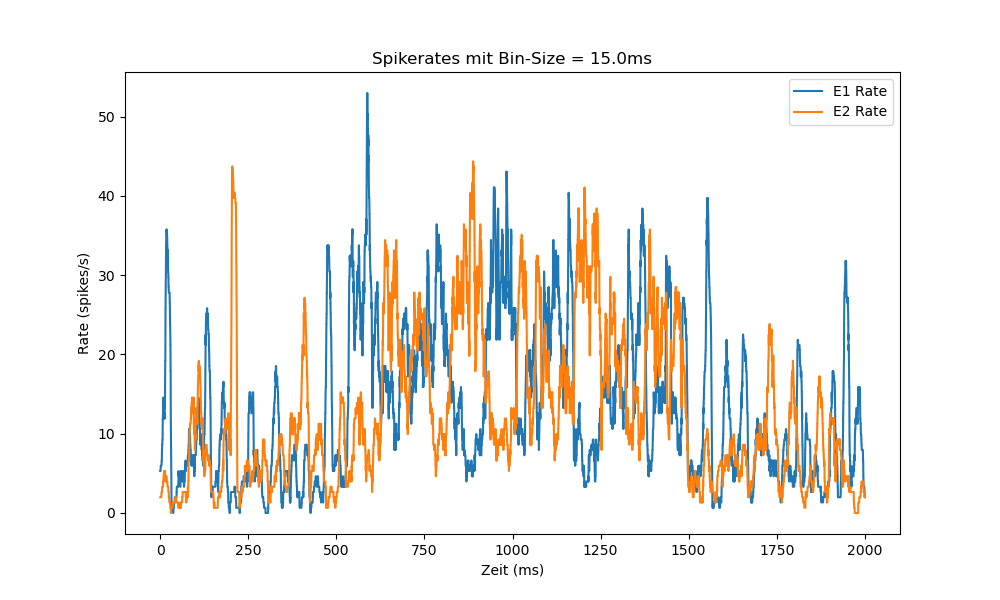 Spikerates mit Bin-Size = 15.0ms
E1 Rate
E2 Rate
50
40
30
20
10
0
Rate (spikes/s)
0 250 500 750 1000 1250 1500 1750 2000
Zeit (ms)